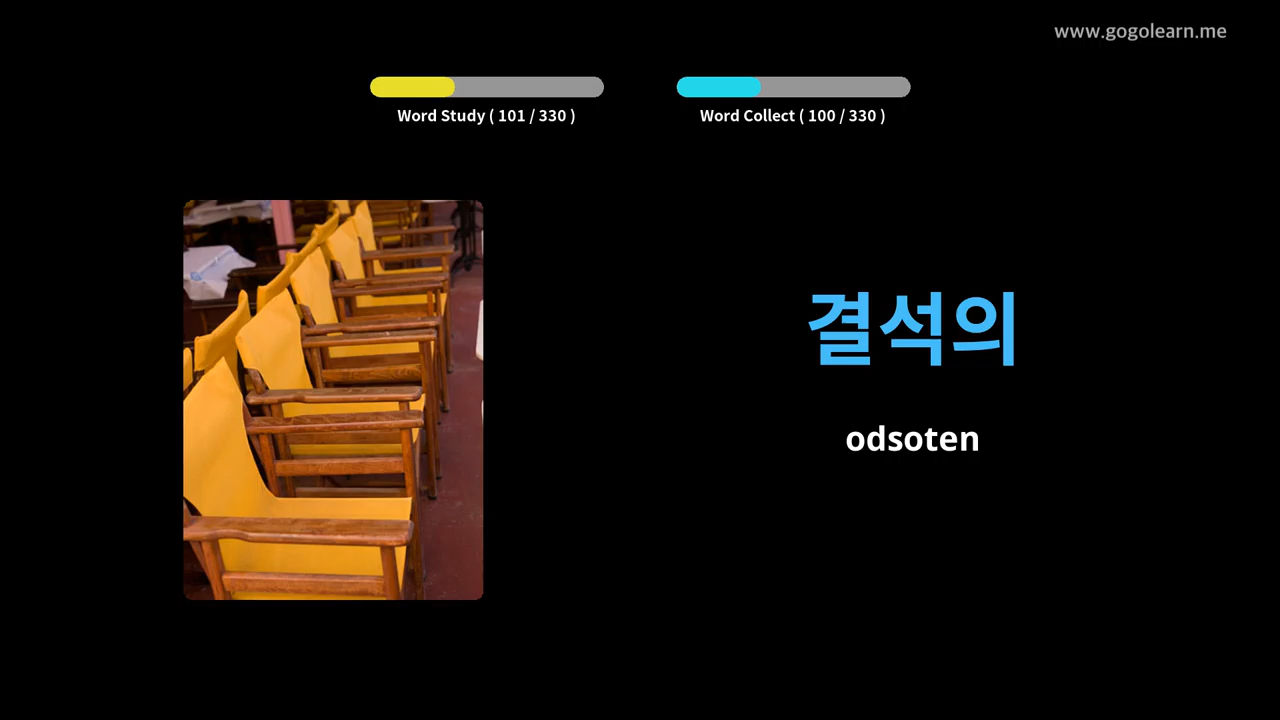 www.gogolearn.me
Word Study ( 101 / 330 )
Word Collect ( 100 / 330 )
결석의
odsoten